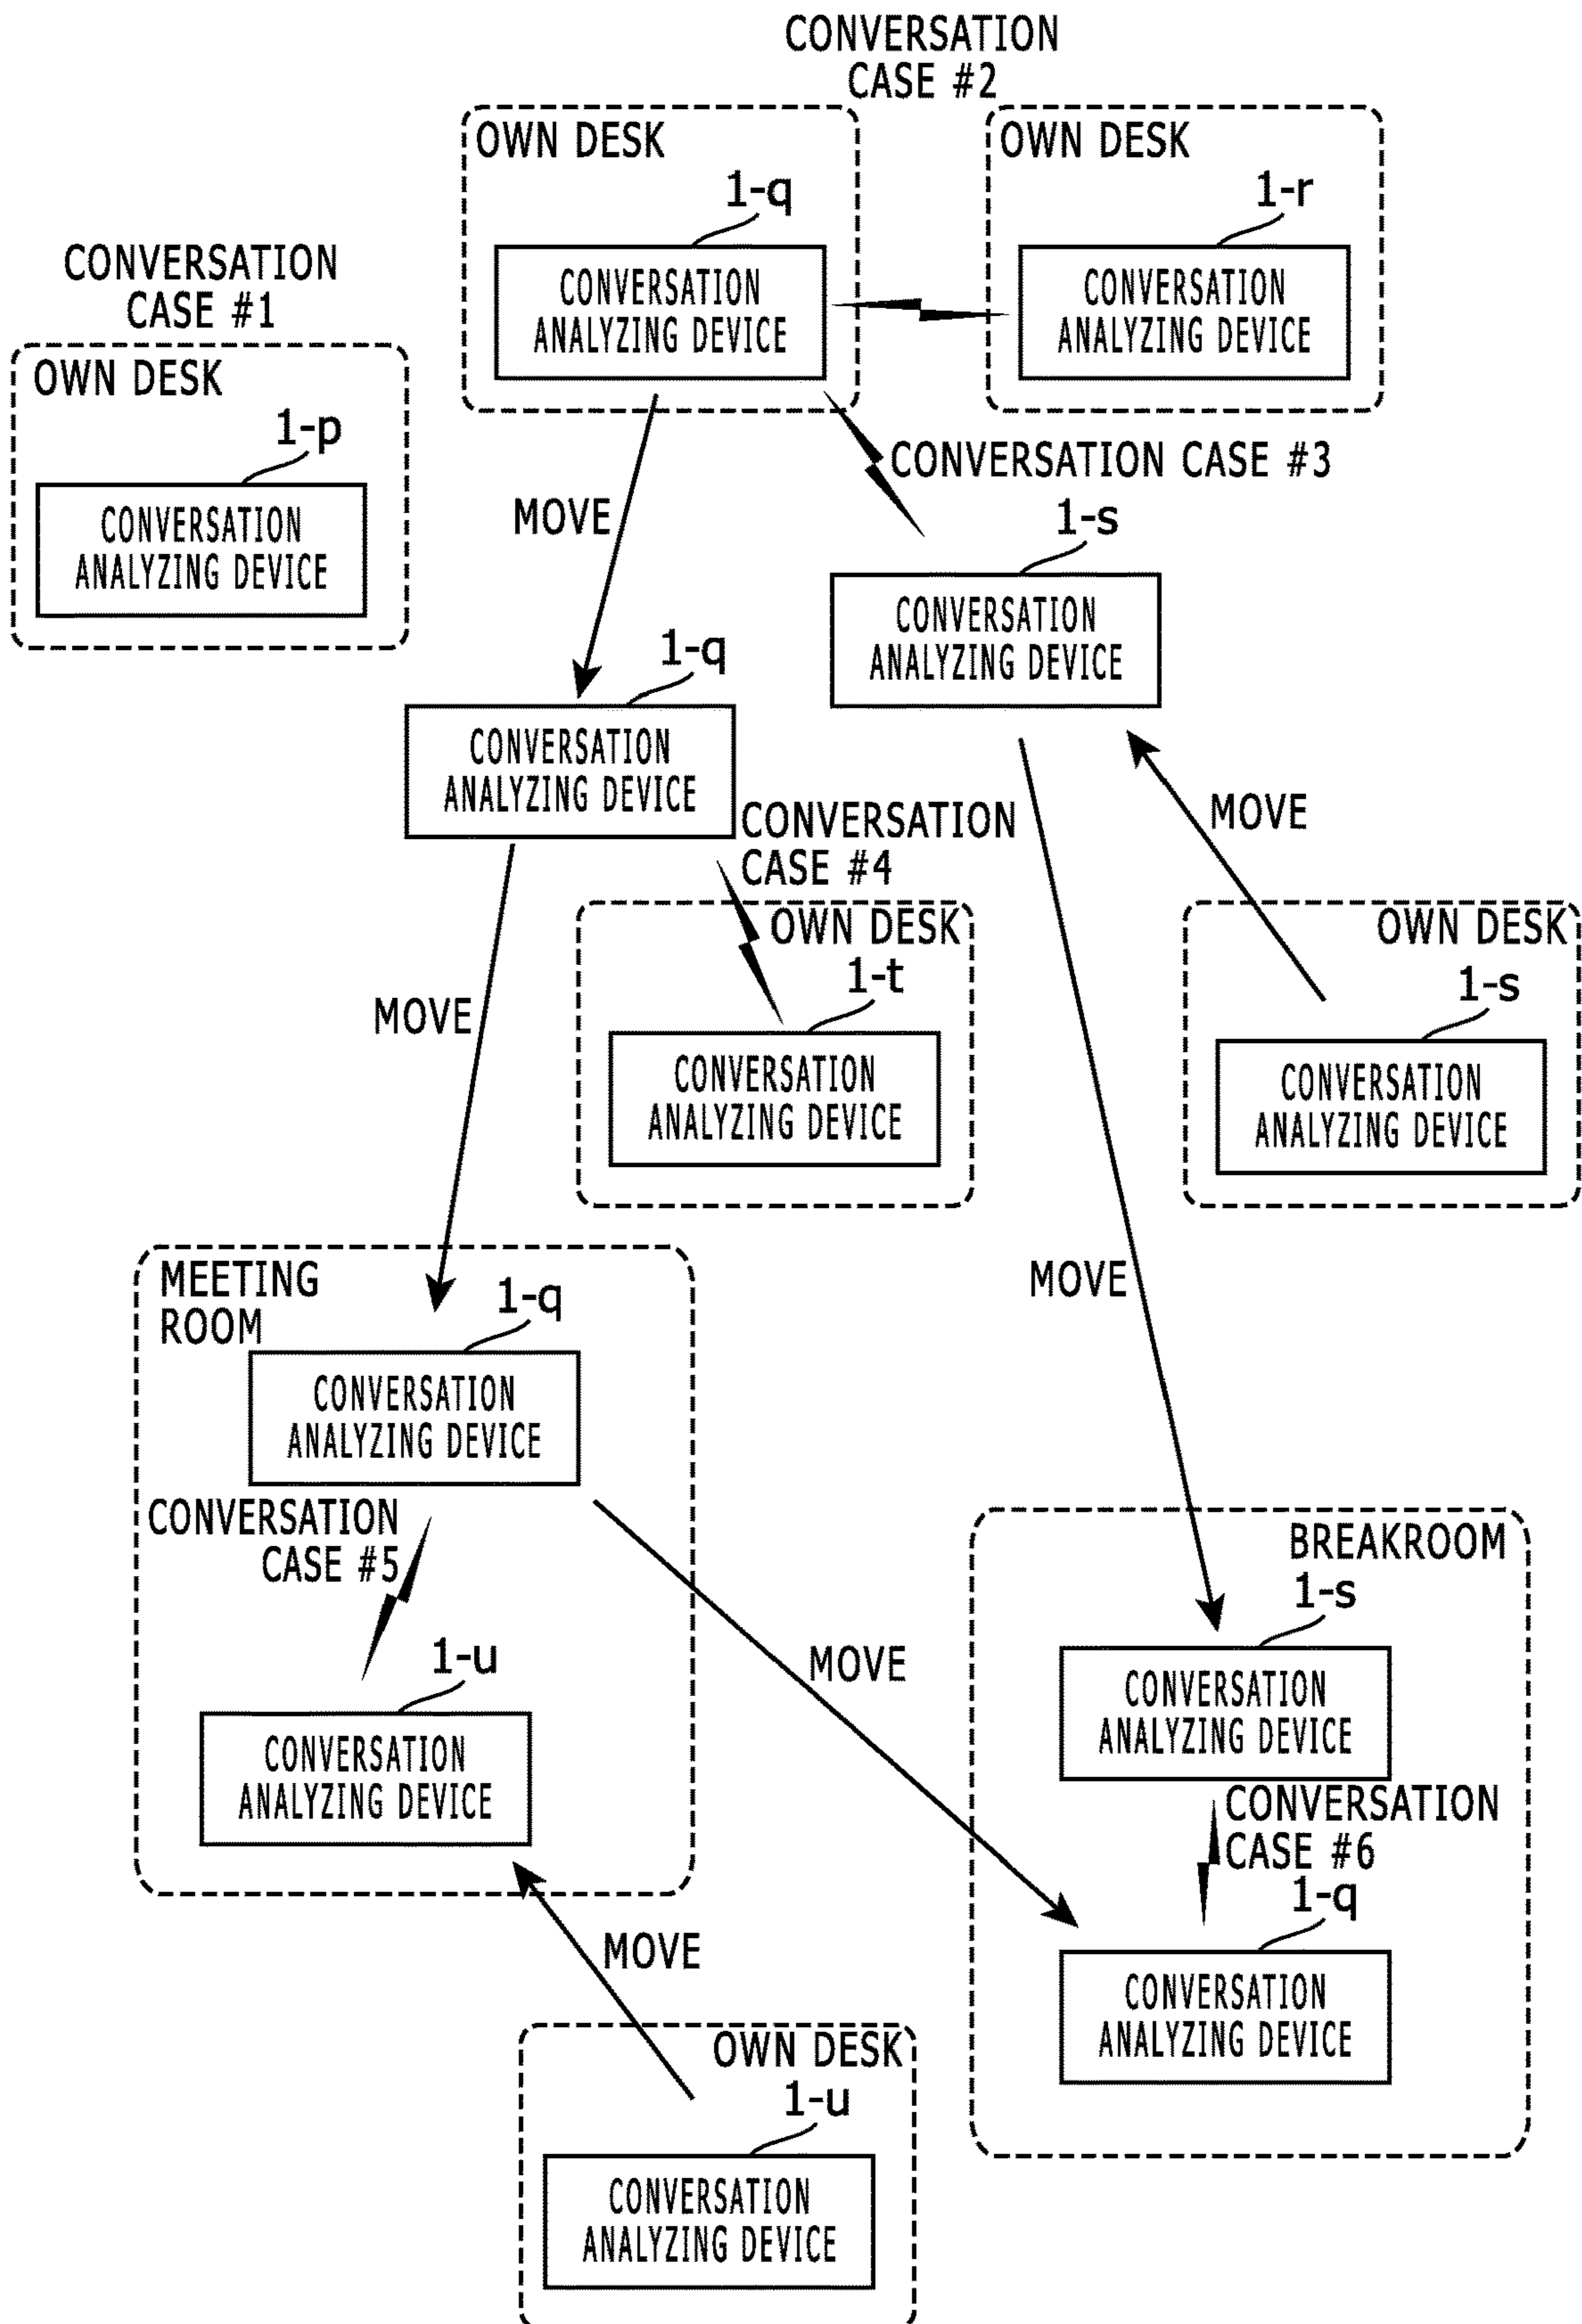 CONVERSATION
CASE #2
OWN DESK
1-q
CONVERSATION
ANALYZING DEVICE
OWN DESK
1-r
CONVERSATION
ANALYZING DEVICE
CONVERSATION
CASE #1
OWN DESK
1-p
CONVERSATION
ANALYZING DEVICE
CONVERSATION CASE #3
MOVE
1-s
CONVERSATION
ANALYZING DEVICE
1-q
CONVERSATION
ANALYZING DEVICE
CONVERSATION
CASE #4
MOVE
OWN DESK
1-t
CONVERSATION
ANALYZING DEVICE
OWN DESK
1-s
CONVERSATION
ANALYZING DEVICE
MOVE
MOVE
MEETING
ROOM
1-q
CONVERSATION
ANALYZING DEVICE
CONVERSATION
CASE #5
1-u
CONVERSATION
ANALYZING DEVICE
MOVE
BREAKROOM
1-s
CONVERSATION
ANALYZING DEVICE
CONVERSATION
CASE #6
1-q
CONVERSATION
ANALYZING DEVICE
MOVE
OWN DESK
1-u
CONVERSATION
ANALYZING DEVICE